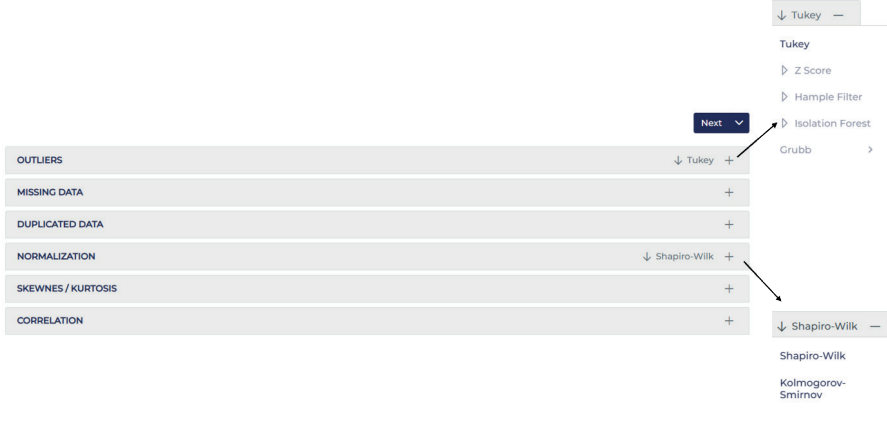 Tukey
Tukey
Z Score
Hample Filter
Isolation Forest
Grubb
Next
OUTLIERS
Tukey
MISSING DATA
DUPLICATED DATA
NORMALIZATION
Shapiro-Wilk
SKEWNES / KURTOSIS
CORRELATION
Shapiro-Wilk
Shapiro-Wilk
Kolmogorov-
Smirnov